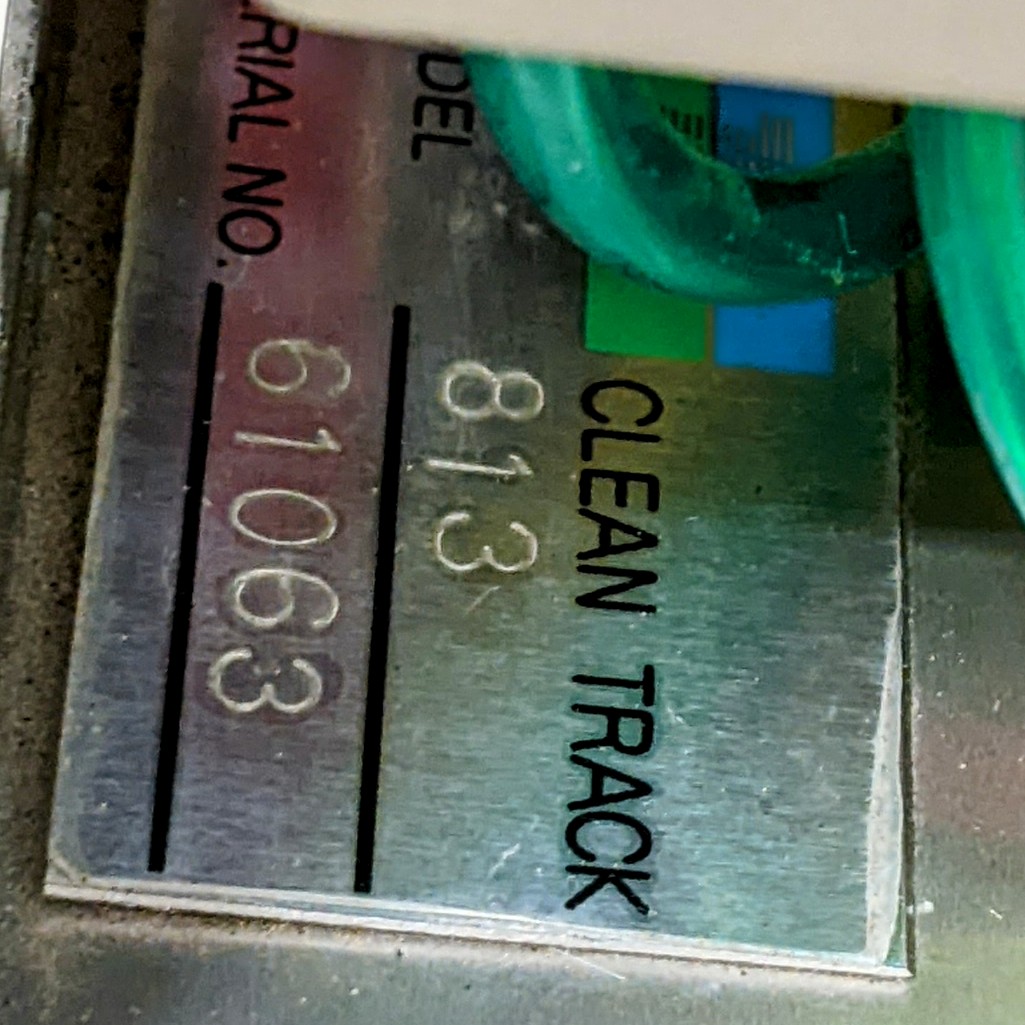 CLEAN TRACK
DEL 813
RIAL NO. 61063